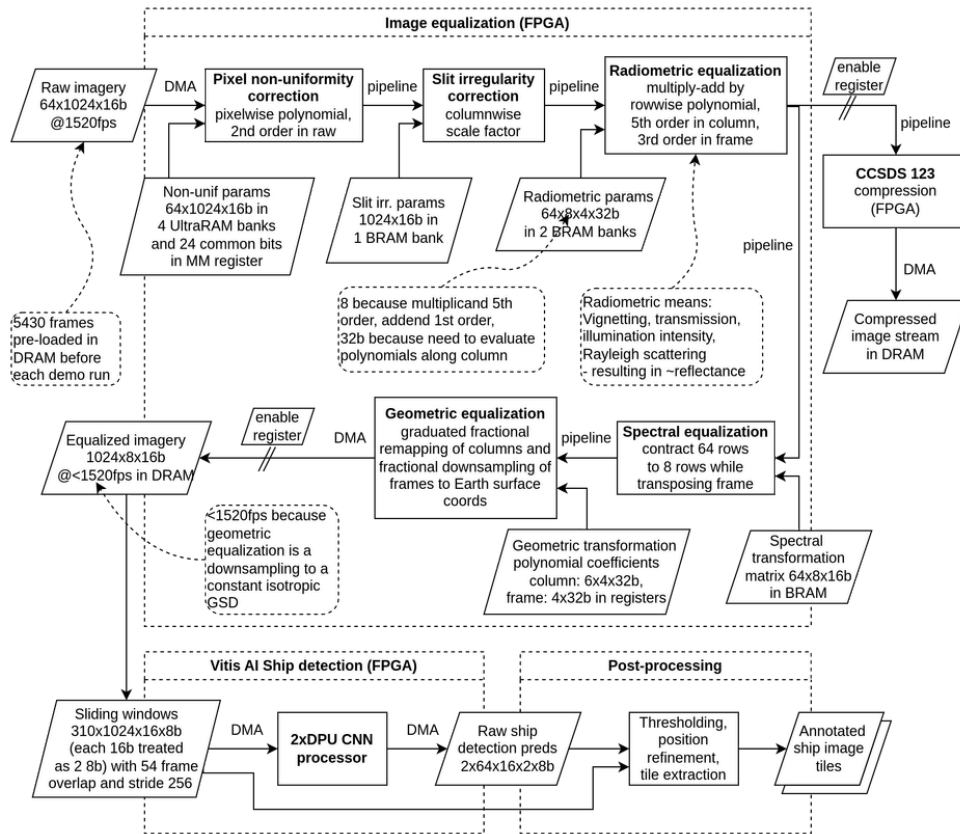 Image equalization (FPGA)
Raw imagery
64x1024x16b
@1520fps
DMA
Pixel non-uniformity
correction
pixelwise polynomial,
2nd order in raw
pipeline
Slit irregularity
correction
columnwise
scale factor
pipeline
Radiometric equalization
multiply-add by
rowwise polynomial,
5th order in column,
3rd order in frame
enable
register
pipeline
CCSDS 123
compression
(FPGA)
DMA
Compressed
image stream
in DRAM
Non-unif params
64x1024x16b in
4 UltraRAM banks
and 24 common bits
in MM register
Slit irr. params
1024x16b in
1 BRAM bank
Radiometric params
64x8x4x32b
in 2 BRAM banks
pipeline
5430 frames
pre-loaded in
DRAM before
each demo run
8 because multiplicand 5th
order, addend 1st order,
32b because need to evaluate
polynomials along column
Radiometric means:
Vignetting, transmission,
illumination intensity,
Rayleigh scattering
- resulting in ~reflectance
Equalized imagery
1024x8x16b
@<1520fps in DRAM
enable
register
DMA
Geometric equalization
graduated fractional
remapping of columns and
fractional downsampling of
frames to Earth surface
coords
pipeline
Spectral equalization
contract 64 rows
to 8 rows while
transposing frame
<1520fps because
geometric
equalization is a
downsampling to a
constant isotropic
GSD
Geometric transformation
polynomial coefficients
column: 6x4x32b,
frame: 4x32b in registers
Spectral
transformation
matrix 64x8x16b
in BRAM
Vitis AI Ship detection (FPGA)
Post-processing
Sliding windows
310x1024x16x8b
(each 16b treated
as 2 8b) with 54 frame
overlap and stride 256
DMA
2xDPU CNN
processor
DMA
Raw ship
detection preds
2x64x16x2x8b
Thresholding,
position
refinement,
tile extraction
Annotated
ship image
tiles